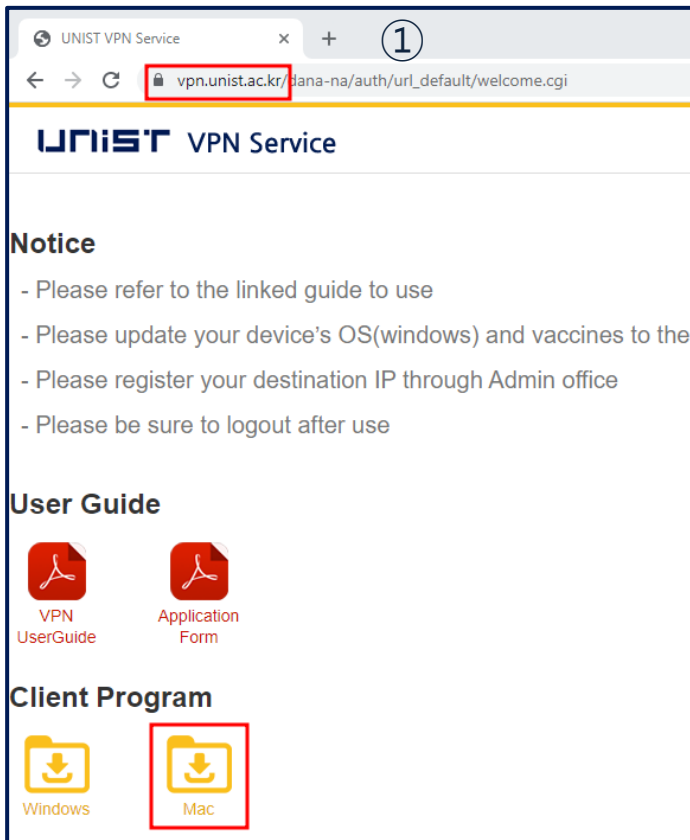 UNIST VPN Service
①
vpn.unist.ac.kr/dana-na/auth/url_default/welcome.cgi
UNIST VPN Service
Notice
- Please refer to the linked guide to use
- Please update your device's OS(windows) and vaccines to the
- Please register your destination IP through Admin office
- Please be sure to logout after use
User Guide
VPN
UserGuide
Application
Form
Client Program
Windows
Mac